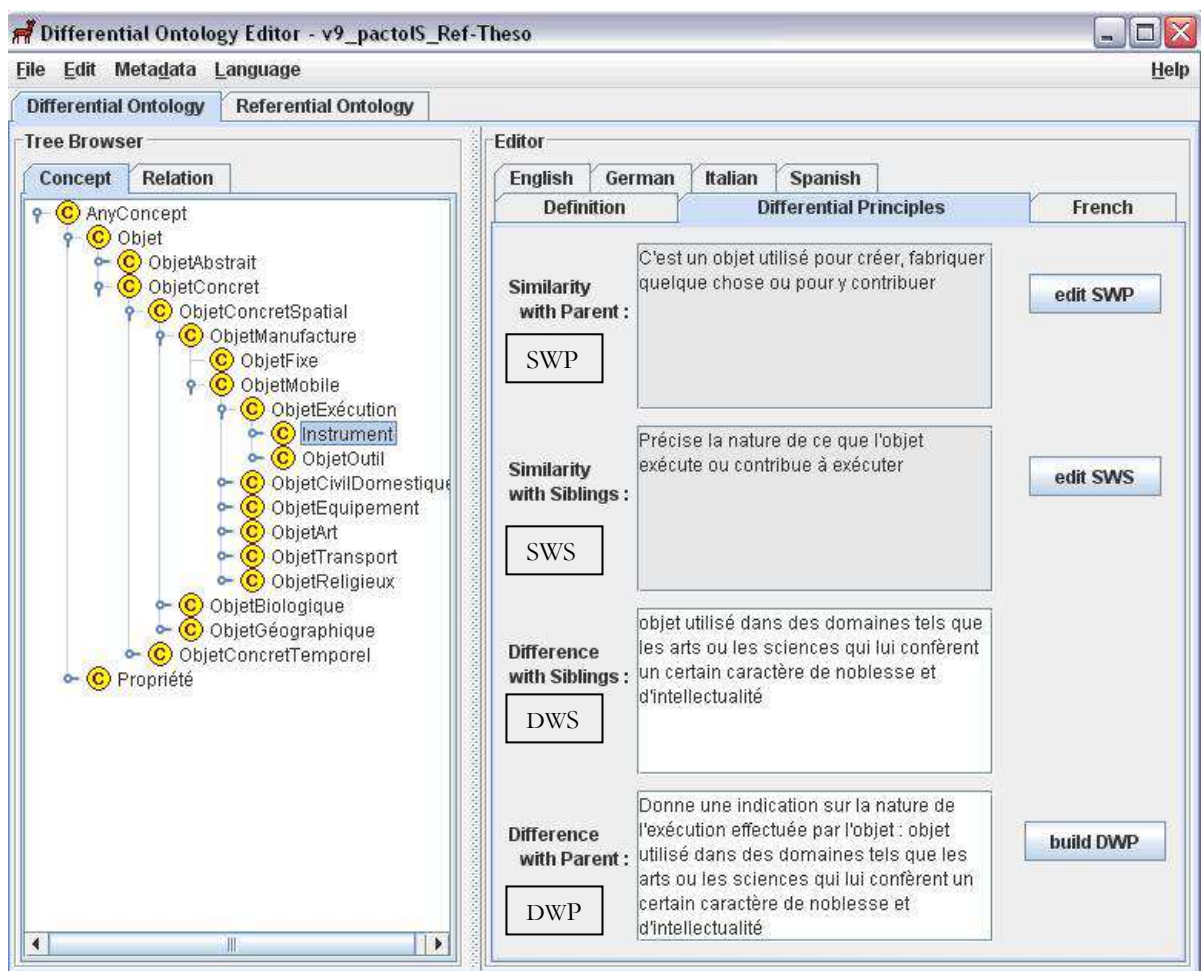 Differential Ontology Editor - v9_pactolS_Ref-Theso
File Edit Metadata Language Help
Differential Ontology Referential Ontology
Tree Browser
Concept Relation
C AnyConcept
C Objet
C ObjetAbstrait
C ObjetConcret
C ObjetConcretSpatial
C ObjetManufacture
C ObjetFixe
C ObjetMobile
C ObjetExécution
C Instrument
C ObjetOutil
C ObjetCivilDomestique
C ObjetEquipement
C ObjetArt
C ObjetTransport
C ObjetReligieux
C ObjetBiologique
C ObjetGéographique
C ObjetConcretTemporel
C Propriété
Editor
English German Italian Spanish
Definition Differential Principles French
Similarity
with Parent :
SWP
C'est un objet utilisé pour créer, fabriquer
quelque chose ou pour y contribuer
edit SWP
Similarity
with Siblings :
SWS
Précise la nature de ce que l'objet
exécute ou contribue à exécuter
edit SWS
Difference
with Siblings :
DWS
objet utilisé dans des domaines tels que
les arts ou les sciences qui lui confèrent
un certain caractère de noblesse et
d'intellectualité
Difference
with Parent :
DWP
Donne une indication sur la nature de
l'exécution effectuée par l'objet : objet
utilisé dans des domaines tels que les
arts ou les sciences qui lui confèrent un
certain caractère de noblesse et
d'intellectualité
build DWP